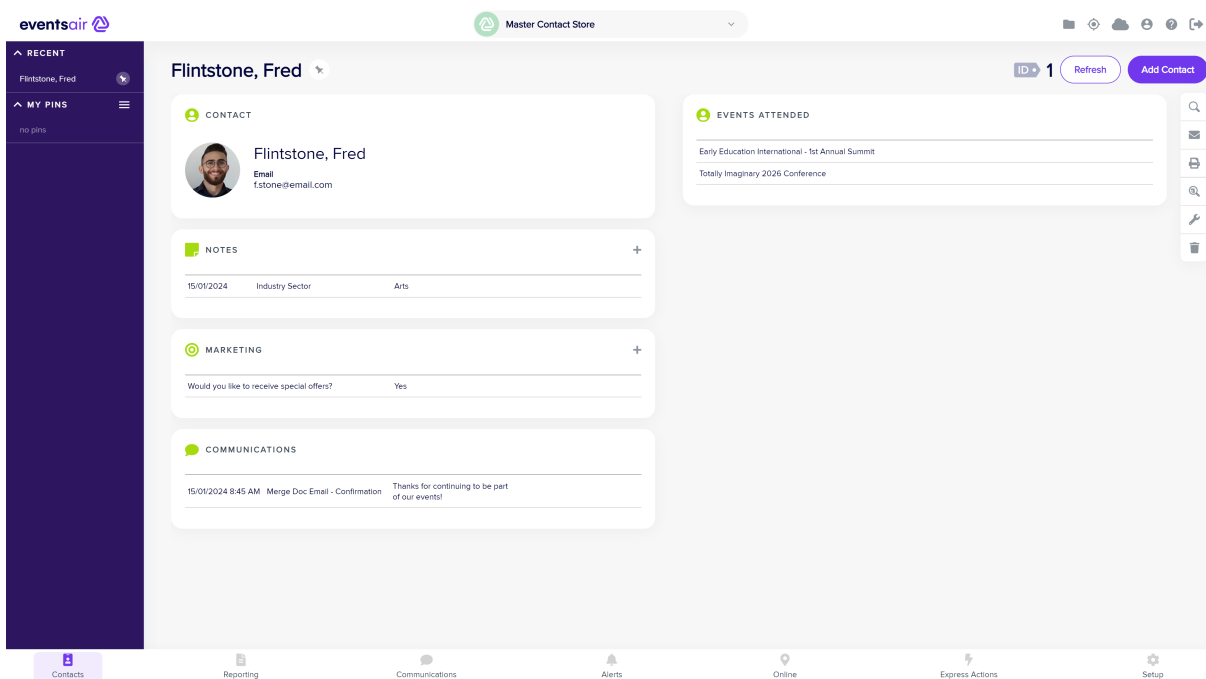 eventsair
Master Contact Store
RECENT
Flintstone, Fred
MY PINS
no pins
Flintstone, Fred
ID 1
Refresh
Add Contact
CONTACT
Flintstone, Fred
Email
f.stone@email.com
NOTES
15/01/2024 Industry Sector Arts
MARKETING
Would you like to receive special offers? Yes
COMMUNICATIONS
15/01/2024 8:45 AM Merge Doc Email - Confirmation Thanks for continuing to be part
of our events!
EVENTS ATTENDED
Early Education International - 1st Annual Summit
Totally Imaginary 2026 Conference
Contacts
Reporting
Communications
Alerts
Online
Express Actions
Setup